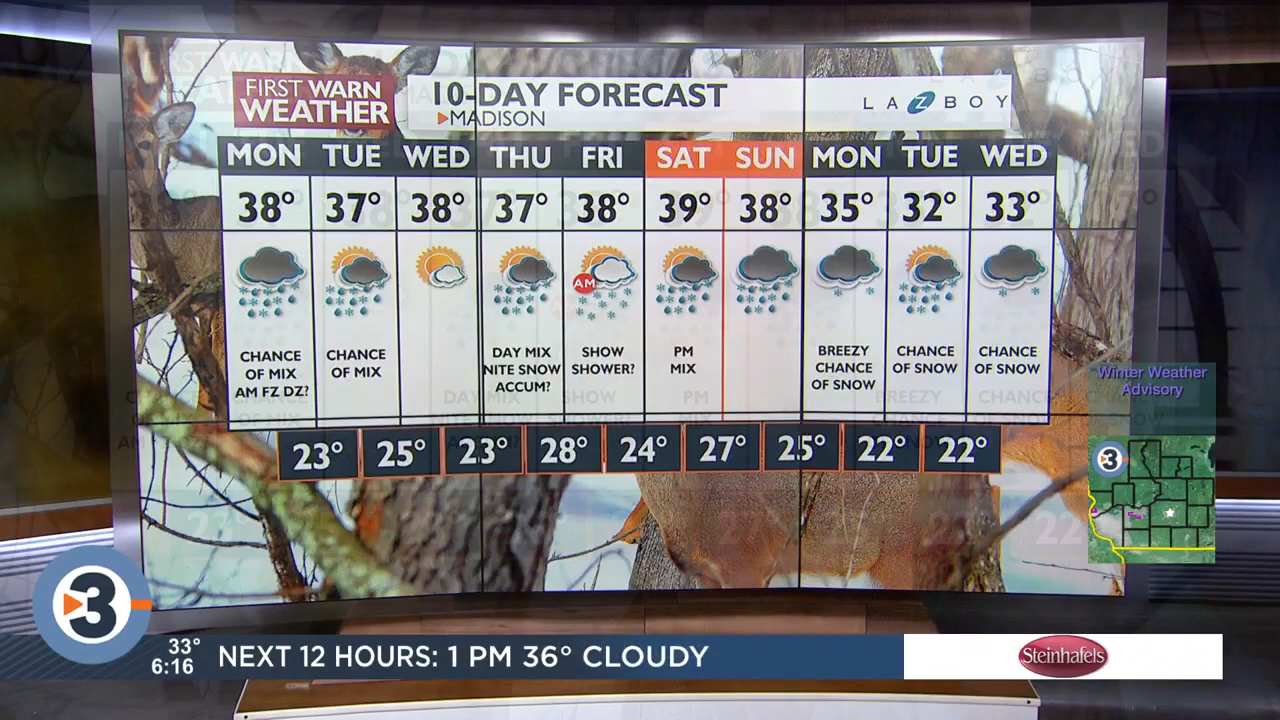 FIRST WARN
WEATHER
10-DAY FORECAST
MADISON
LA Z BOY
MON TUE WED THU FRI SAT SUN MON TUE WED
38° 37° 38° 37° 38° 39° 38° 35° 32° 33°
AM
CHANCE
OF MIX
AM FZ DZ?
CHANCE
OF MIX
DAY MIX
NITE SNOW
ACCUM?
SHOW
SHOWER?
PM
MIX
BREEZY
CHANCE
OF SNOW
CHANCE
OF SNOW
CHANCE
OF SNOW
23° 25° 23° 28° 24° 27° 25° 22° 22°
Winter Weather
Advisory
3
3
33°
6:16
NEXT 12 HOURS: 1 PM 36° CLOUDY
Steinhafels